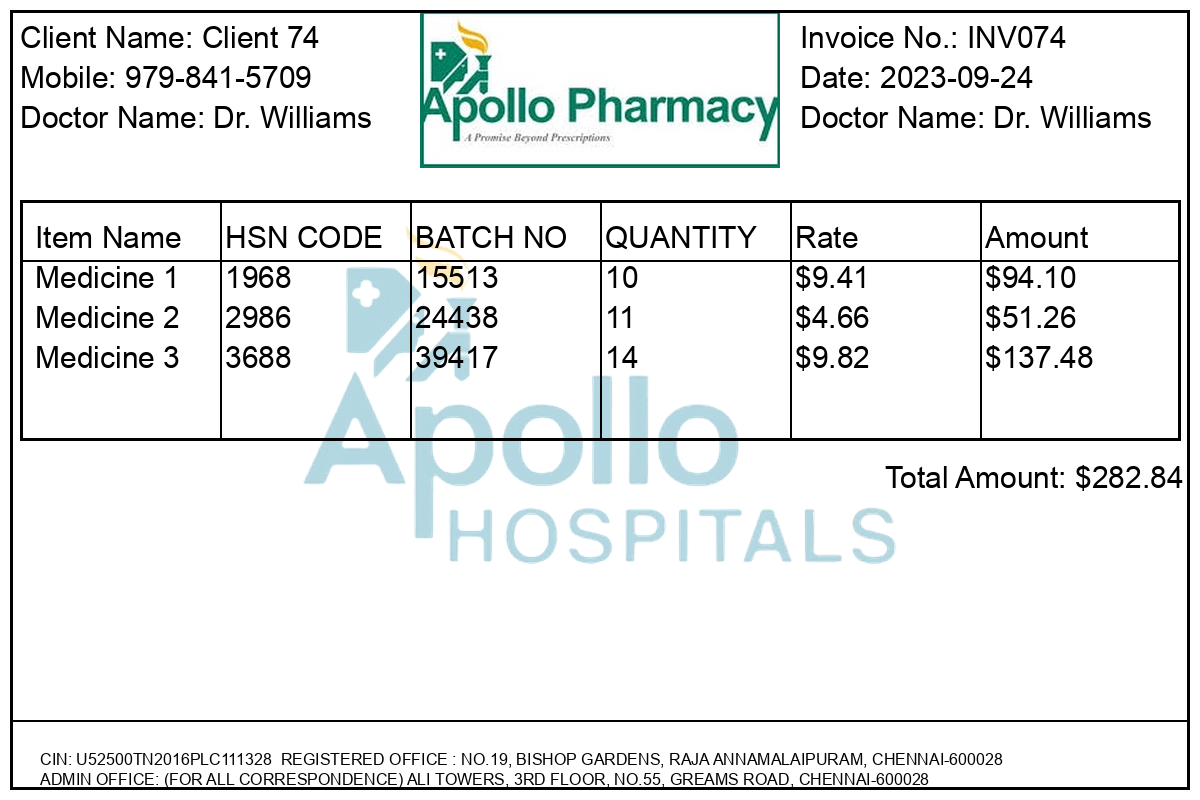 Client Name: Client 74
Mobile: 979-841-5709
Doctor Name: Dr. Williams
Apollo Pharmacy
A Promise Beyond Prescriptions
Invoice No.: INV074
Date: 2023-09-24
Doctor Name: Dr. Williams
Item Name HSN CODE BATCH NO QUANTITY Rate Amount
Medicine 1 1968 15513 10 $9.41 $94.10
Medicine 2 2986 24438 11 $4.66 $51.26
Medicine 3 3688 39417 14 $9.82 $137.48
Apollo
HOSPITALS
Total Amount: $282.84
CIN: U52500TN2016PLC111328 REGISTERED OFFICE : NO.19, BISHOP GARDENS, RAJA ANNAMALAIPURAM, CHENNAI-600028
ADMIN OFFICE: (FOR ALL CORRESPONDENCE) ALI TOWERS, 3RD FLOOR, NO.55, GREAMS ROAD, CHENNAI-600028